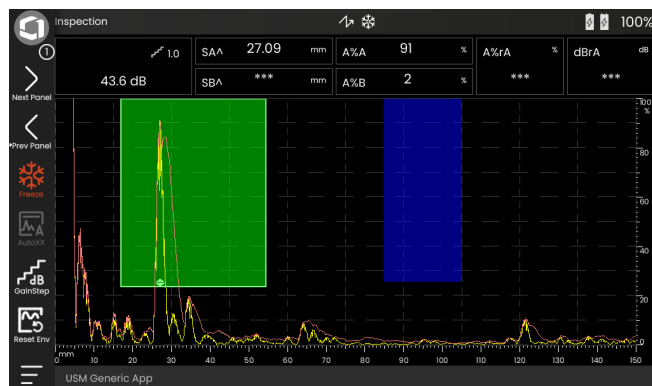 Inspection
100%
1
1.0
43.6 dB
SA^ 27.09 mm
SB^ *** mm
A%A 91 %
A%B 2 %
A%rA %
***
dBrA dB
***
Next Panel
Prev Panel
Freeze
AutoXX
dB
GainStep
Reset Env
100
%
80
60
40
20
0
mm
0 10 20 30 40 50 60 70 80 90 100 110 120 130 140 150
USM Generic App